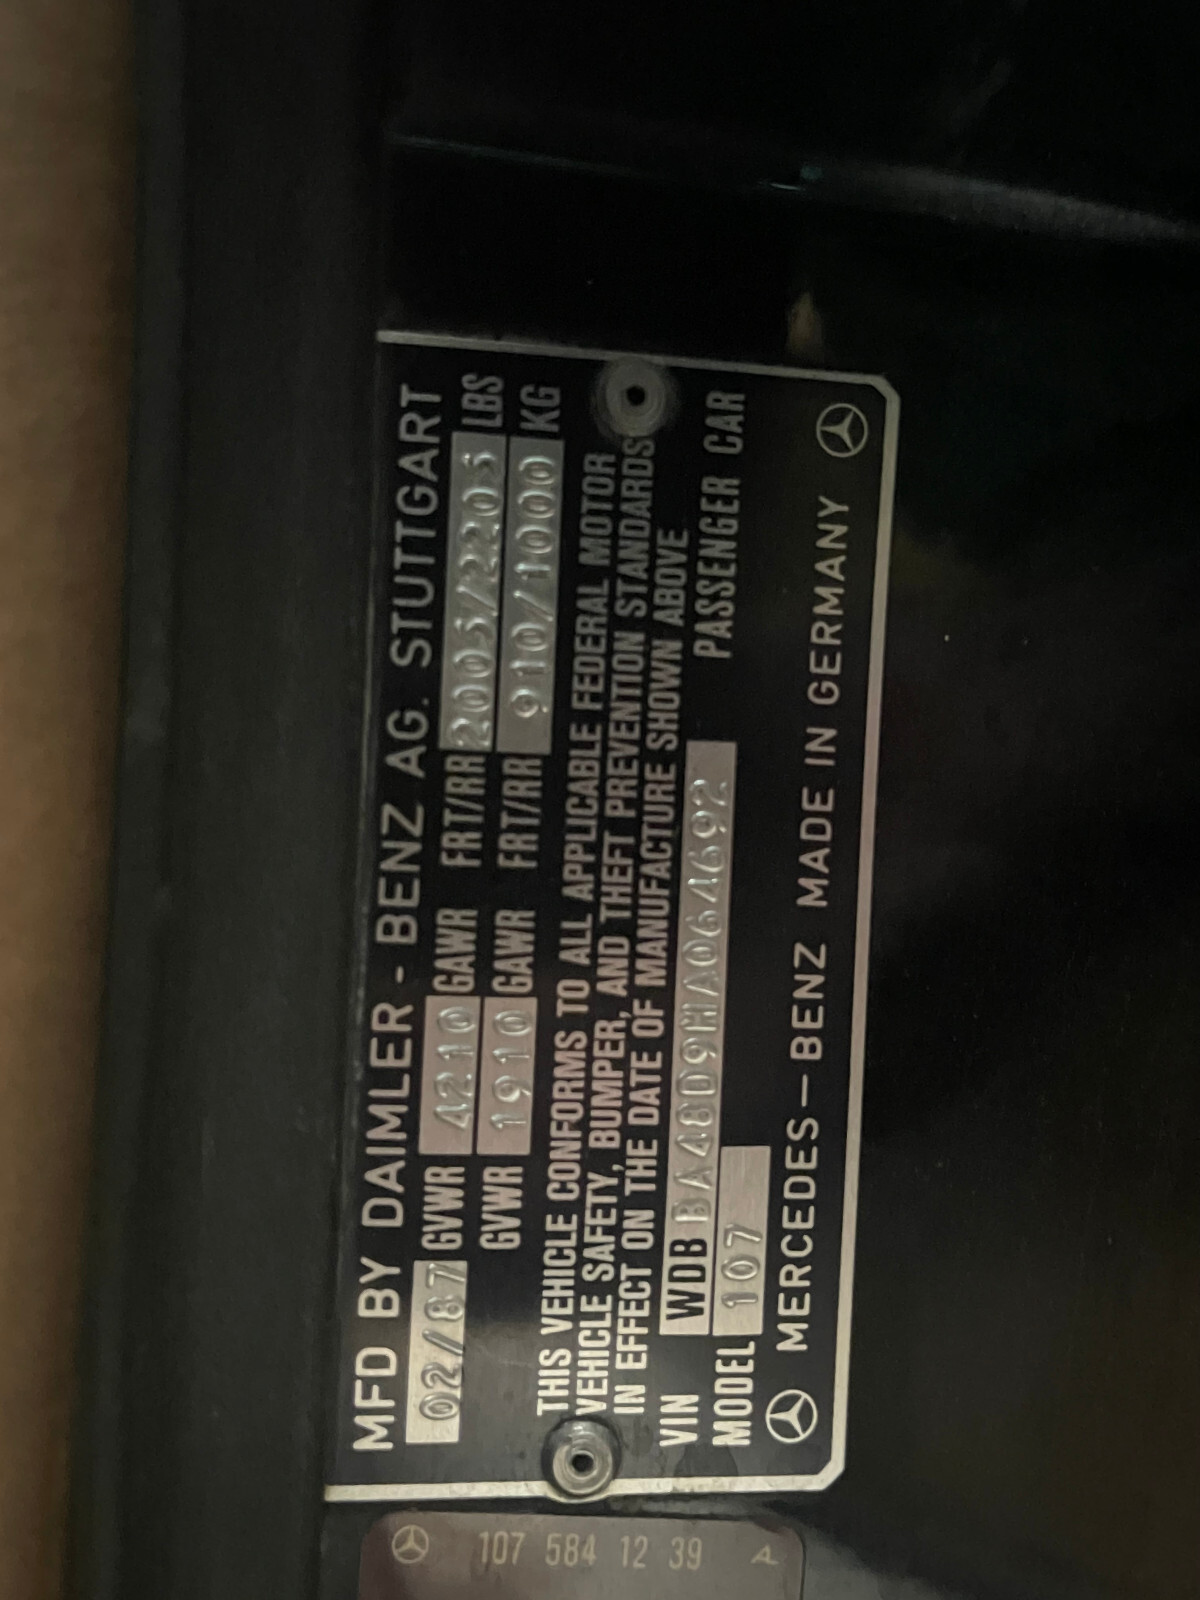 MFD BY DAIMLER - BENZ AG. STUTTGART
02/87 GVWR 4210 GAWR FRT/RR 2005/2205 LBS
GVWR 1910 GAWR FRT/RR 910/1000 KG
THIS VEHICLE CONFORMS TO ALL APPLICABLE FEDERAL MOTOR
VEHICLE SAFETY, BUMPER, AND THEFT PREVENTION STANDARDS
IN EFFECT ON THE DATE OF MANUFACTURE SHOWN ABOVE
VIN WDB BA48D9HA064692 PASSENGER CAR
MODEL 107
MERCEDES-BENZ MADE IN GERMANY
107 584 12 39 A